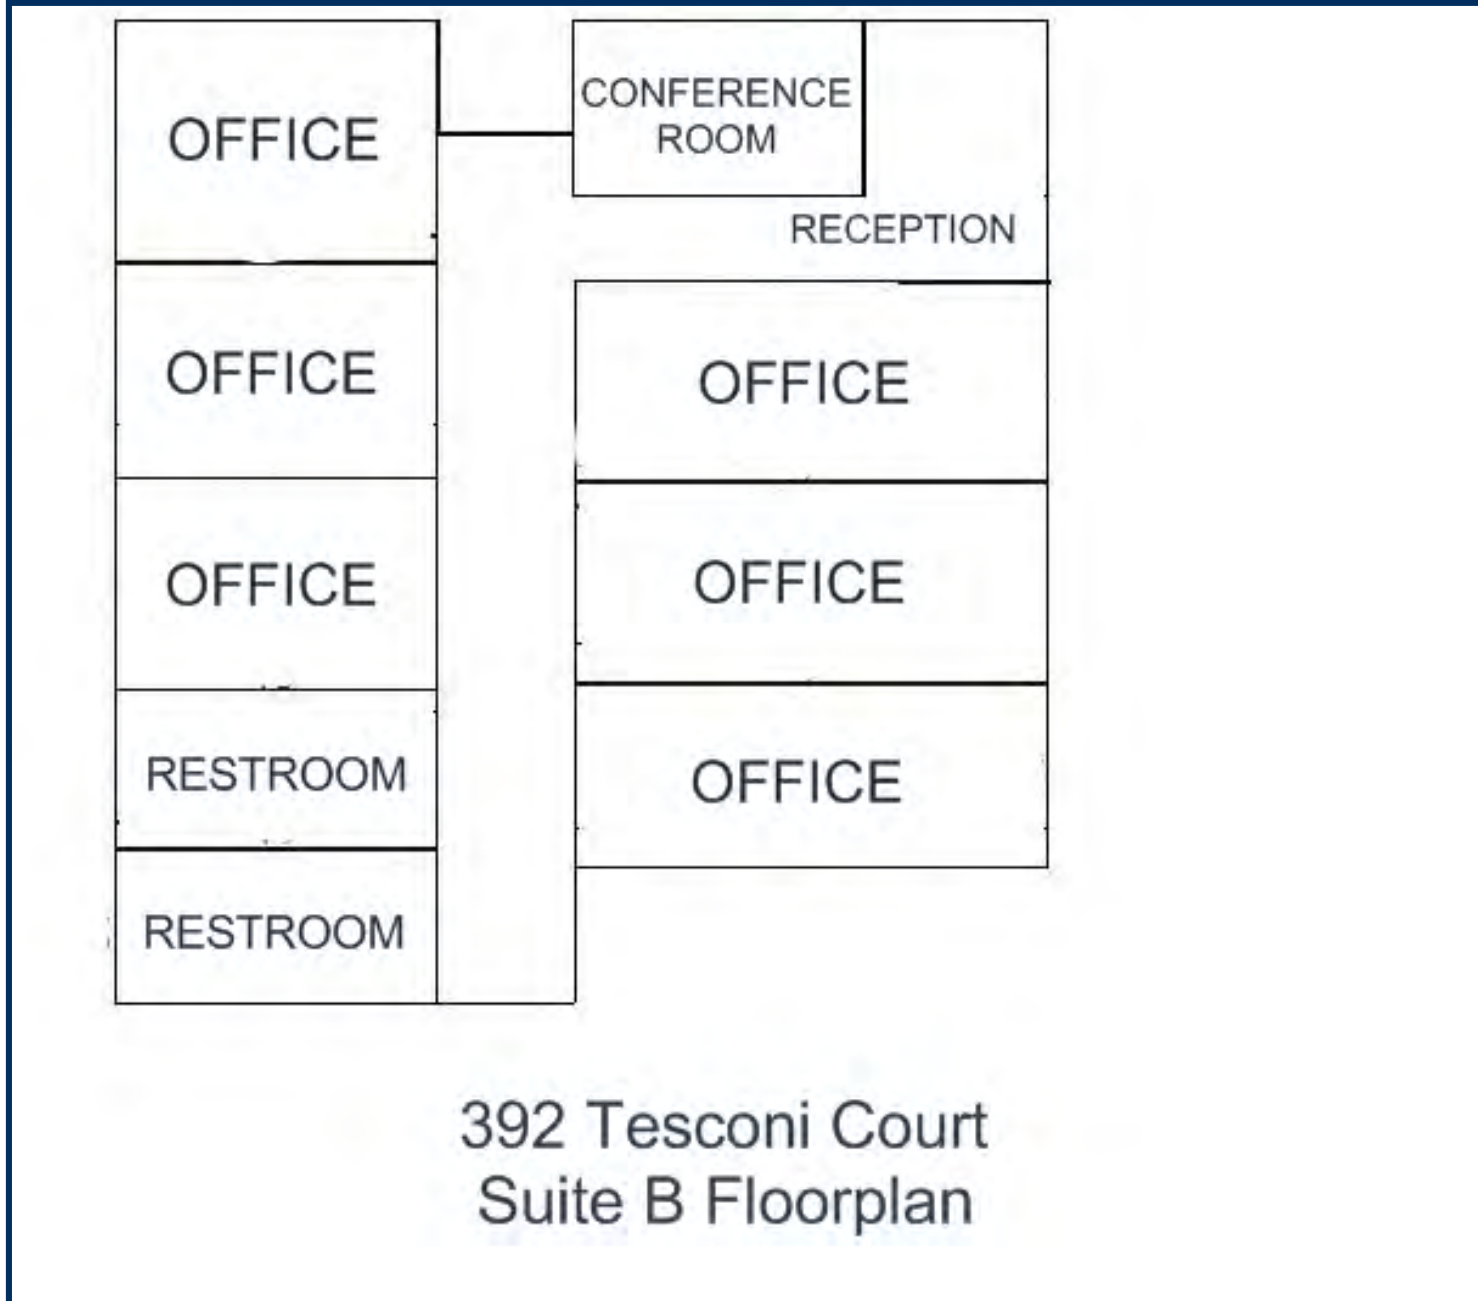 OFFICE
CONFERENCE
ROOM
RECEPTION
OFFICE
OFFICE
OFFICE
OFFICE
RESTROOM
OFFICE
RESTROOM
392 Tesconi Court
Suite B Floorplan